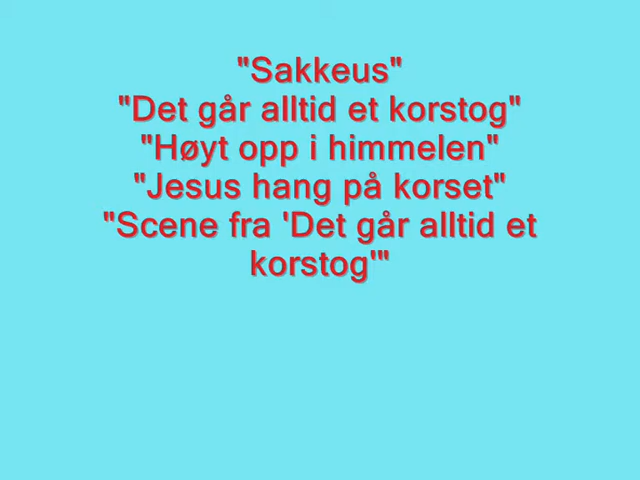 "Sakkeus"
"Det går alltid et korstog"
"Høyt opp i himmelen"
"Jesus hang på korset"
"Scene fra 'Det går alltid et
korstog'"